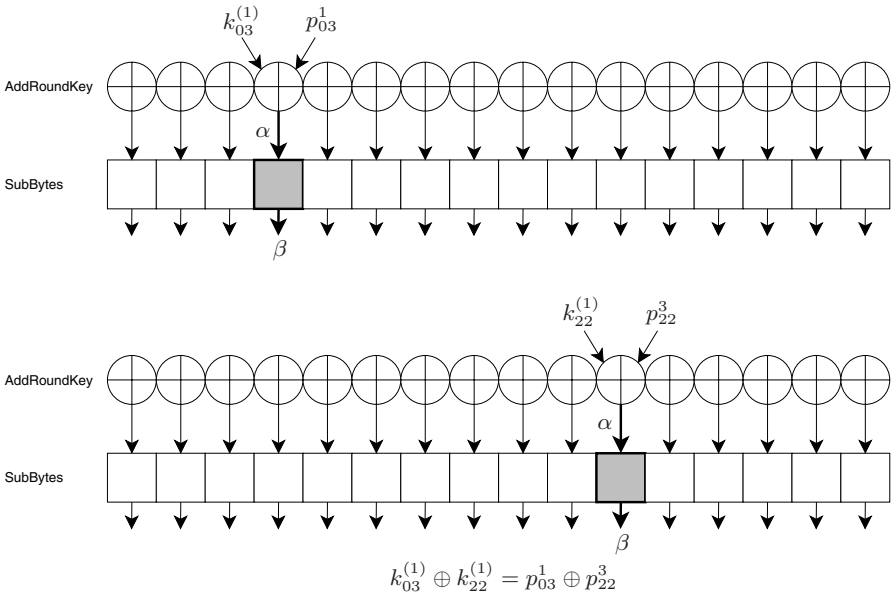 k_{03}^{(1)} p_{03}^{1}
AddRoundKey
α
SubBytes
β
k_{22}^{(1)} p_{22}^{3}
AddRoundKey
α
SubBytes
β
k_{03}^{(1)} ⊕ k_{22}^{(1)} = p_{03}^{1} ⊕ p_{22}^{3}